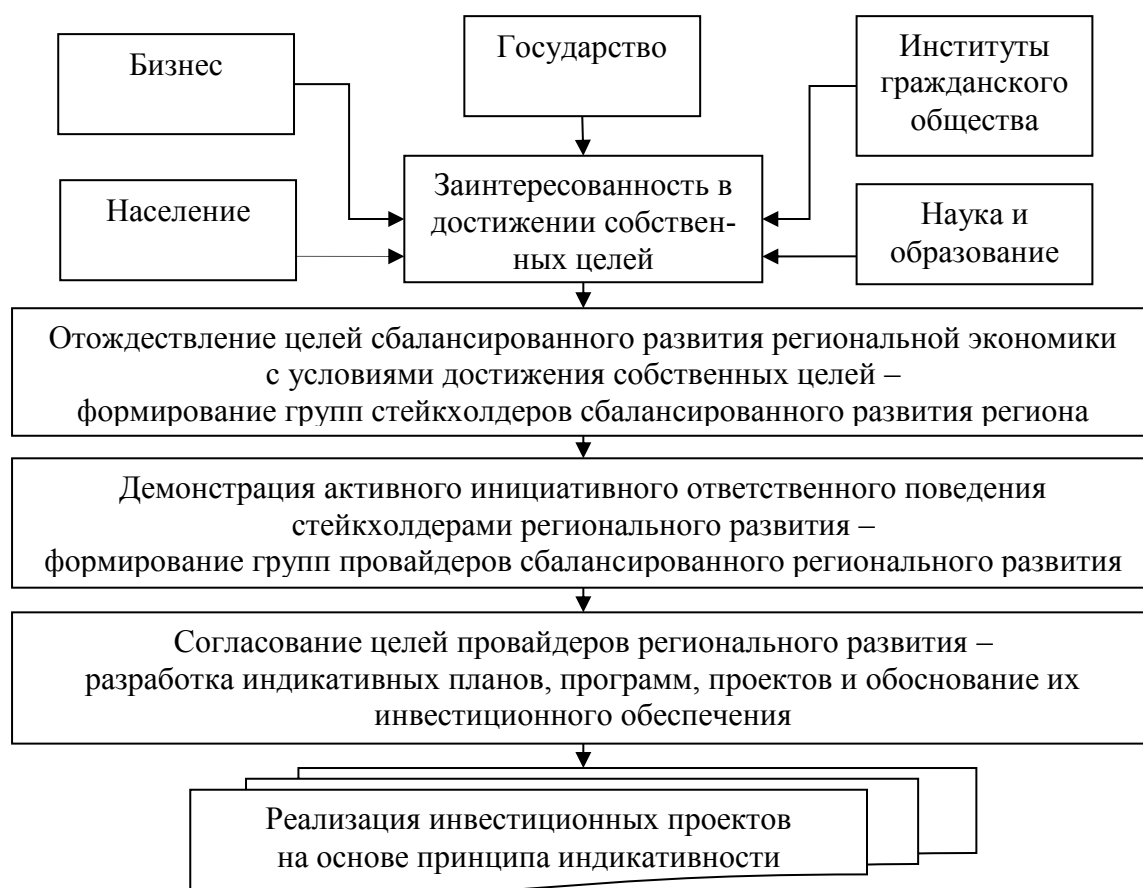 Бизнес
Государство
Институты
гражданского
общества
Население
Заинтересованность в
достижении собствен-
ных целей
Наука и
образование
Отождествление целей сбалансированного развития региональной экономики
с условиями достижения собственных целей –
формирование групп стейкхолдеров сбалансированного развития региона
Демонстрация активного инициативного ответственного поведения
стейкхолдерами регионального развития –
формирование групп провайдеров сбалансированного регионального развития
Согласование целей провайдеров регионального развития –
разработка индикативных планов, программ, проектов и обоснование их
инвестиционного обеспечения
Реализация инвестиционных проектов
на основе принципа индикативности